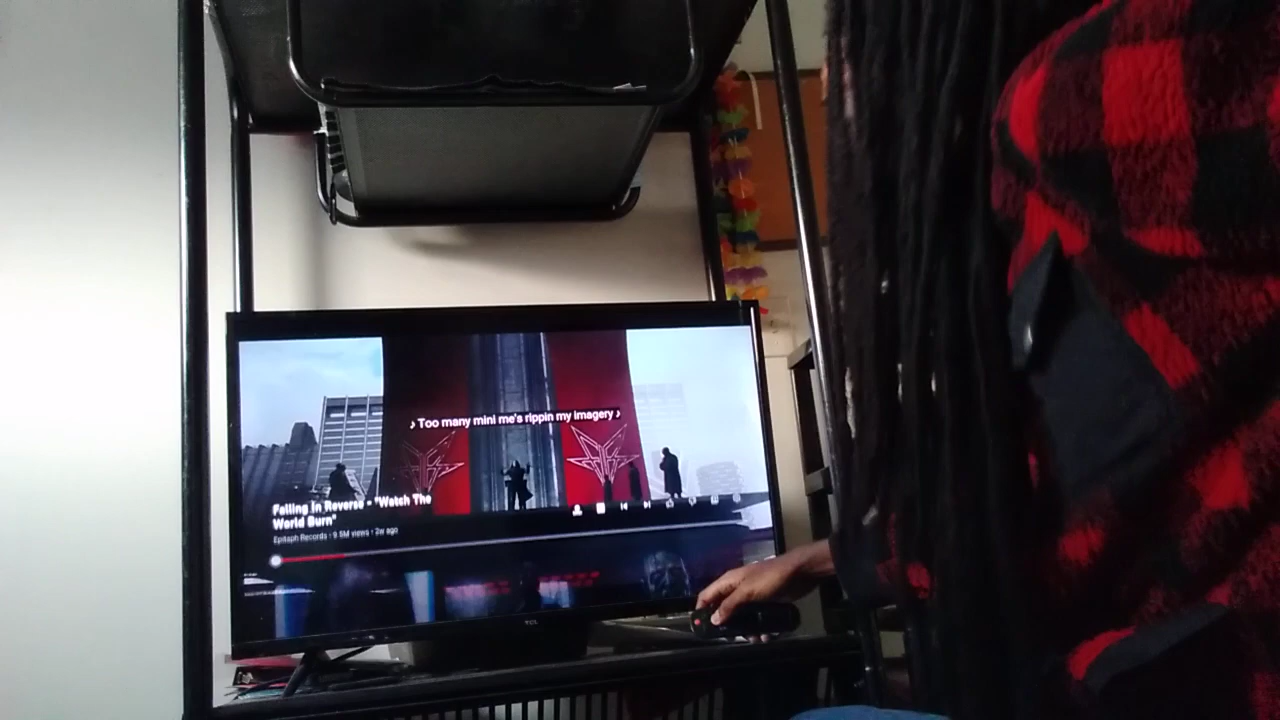 ♪ Too many mini me's rippin my imagery ♪
Falling In Reverse - "Watch The
World Burn"
Epitaph Records · 9.5M views · 2w ago
TCL